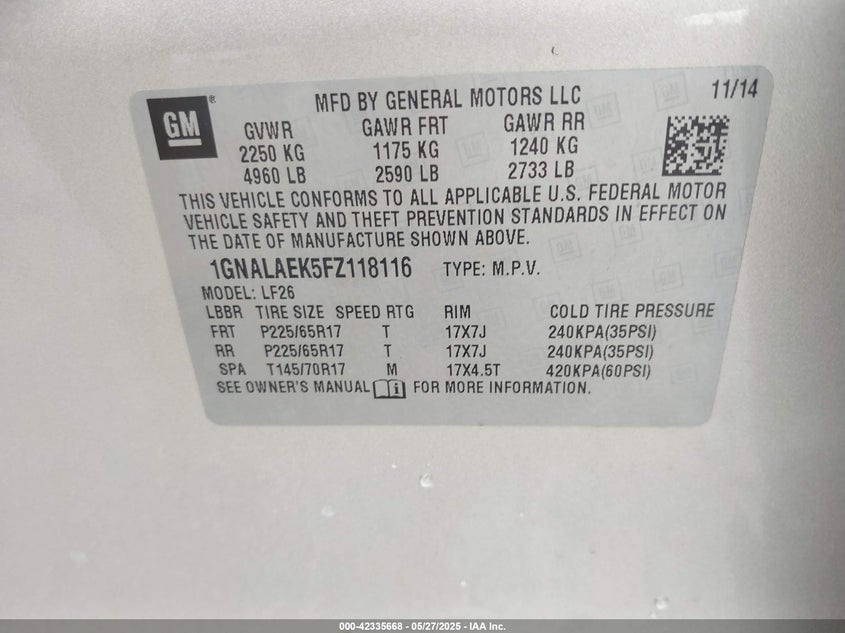 GM ®
MFD BY GENERAL MOTORS LLC 11/14
GVWR GAWR FRT GAWR RR
2250 KG 1175 KG 1240 KG
4960 LB 2590 LB 2733 LB
THIS VEHICLE CONFORMS TO ALL APPLICABLE U.S. FEDERAL MOTOR
VEHICLE SAFETY AND THEFT PREVENTION STANDARDS IN EFFECT ON
THE DATE OF MANUFACTURE SHOWN ABOVE.
1GNALAEK5FZ118116 TYPE: M.P.V.
MODEL: LF26
LBBR TIRE SIZE SPEED RTG RIM COLD TIRE PRESSURE
FRT P225/65R17 T 17X7J 240KPA(35PSI)
RR P225/65R17 T 17X7J 240KPA(35PSI)
SPA T145/70R17 M 17X4.5T 420KPA(60PSI)
SEE OWNER'S MANUAL i FOR MORE INFORMATION.
000-42335668 - 05/27/2025 - IAA Inc.